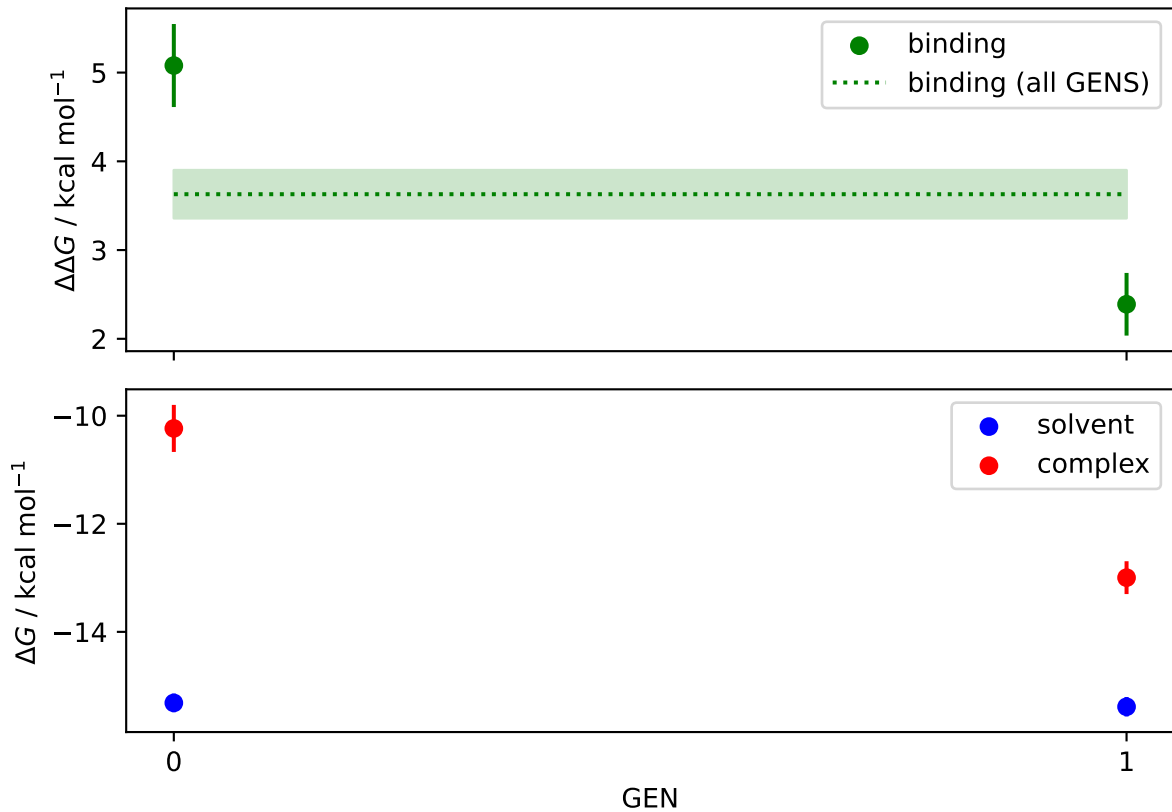 ΔΔG / kcal mol⁻¹
5
4
3
2
binding
binding (all GENS)
ΔG / kcal mol⁻¹
−10
−12
−14
solvent
complex
0
1
GEN